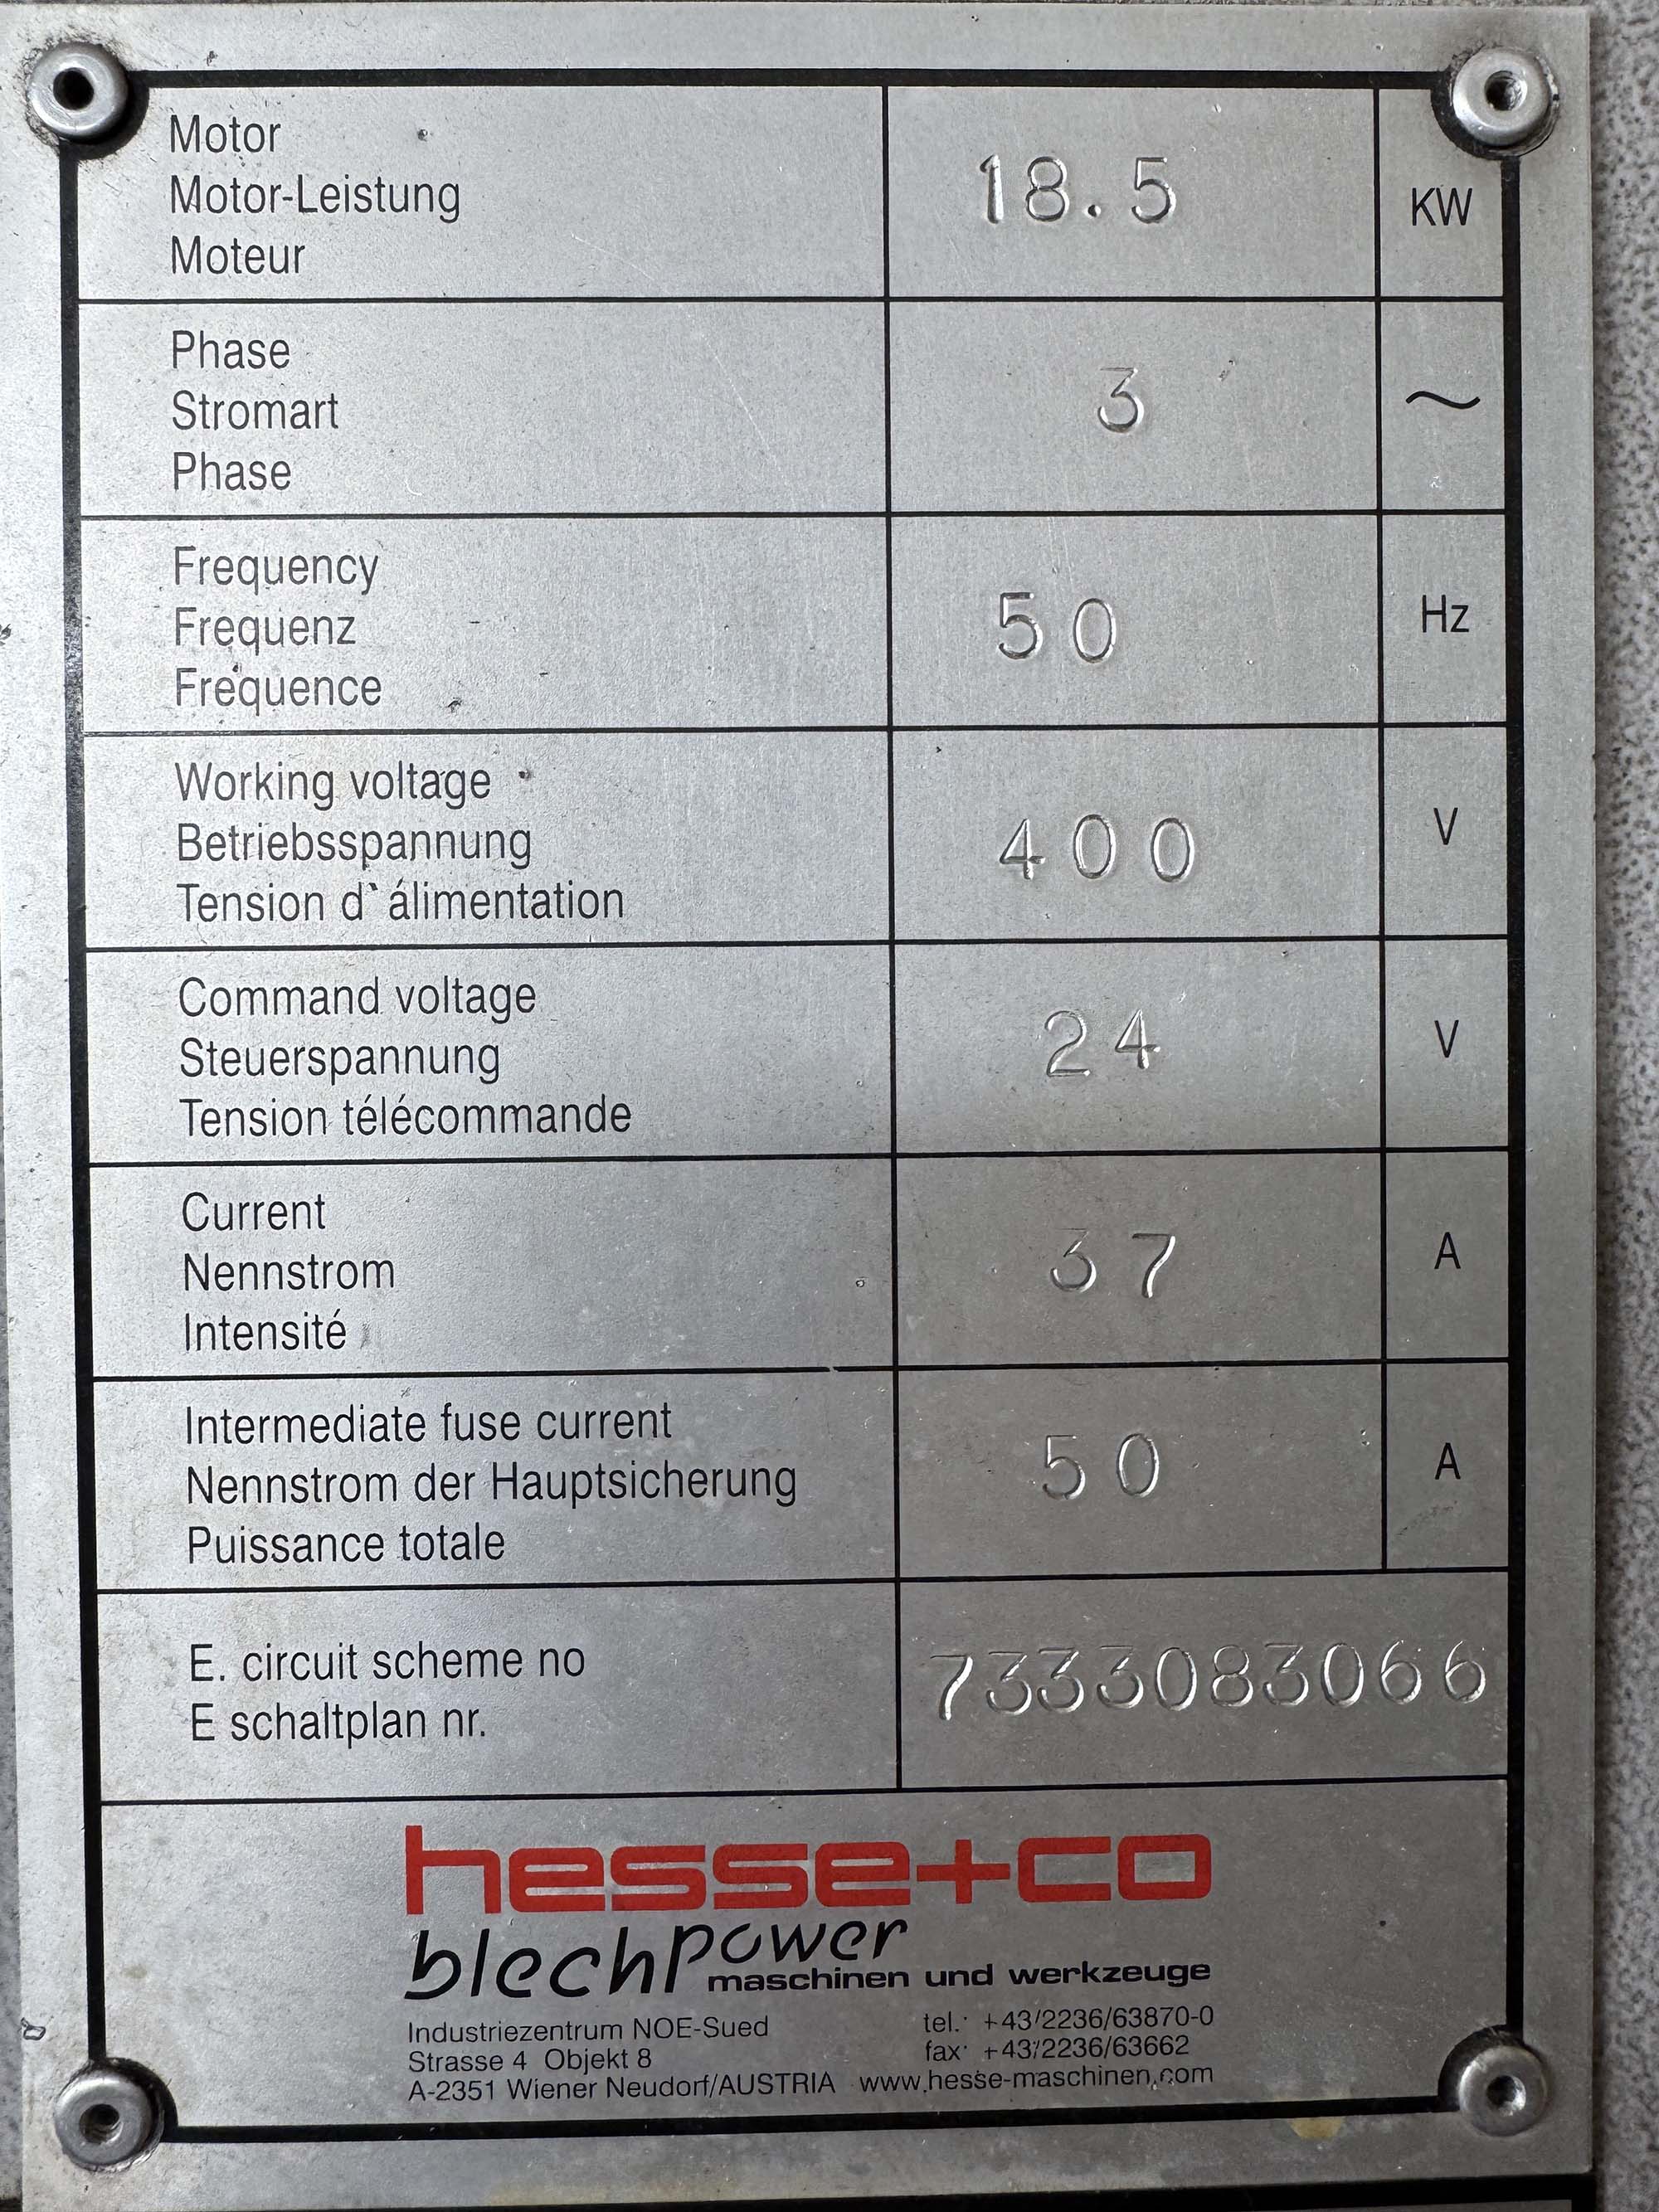 Motor
Motor-Leistung
Moteur
18.5
KW
Phase
Stromart
Phase
3
~
Frequency
Frequenz
Frequence
50
Hz
Working voltage
Betriebsspannung
Tension d`álimentation
400
V
Command voltage
Steuerspannung
Tension télécommande
24
V
Current
Nennstrom
Intensité
37
A
Intermediate fuse current
Nennstrom der Hauptsicherung
Puissance totale
50
A
E. circuit scheme no
E schaltplan nr.
7333083066
hesse+co
blechpower
maschinen und werkzeuge
Industriezentrum NOE-Sued
Strasse 4 Objekt 8
A-2351 Wiener Neudorf/AUSTRIA
tel.: +43/2236/63870-0
fax: +43/2236/63662
www.hesse-maschinen.com